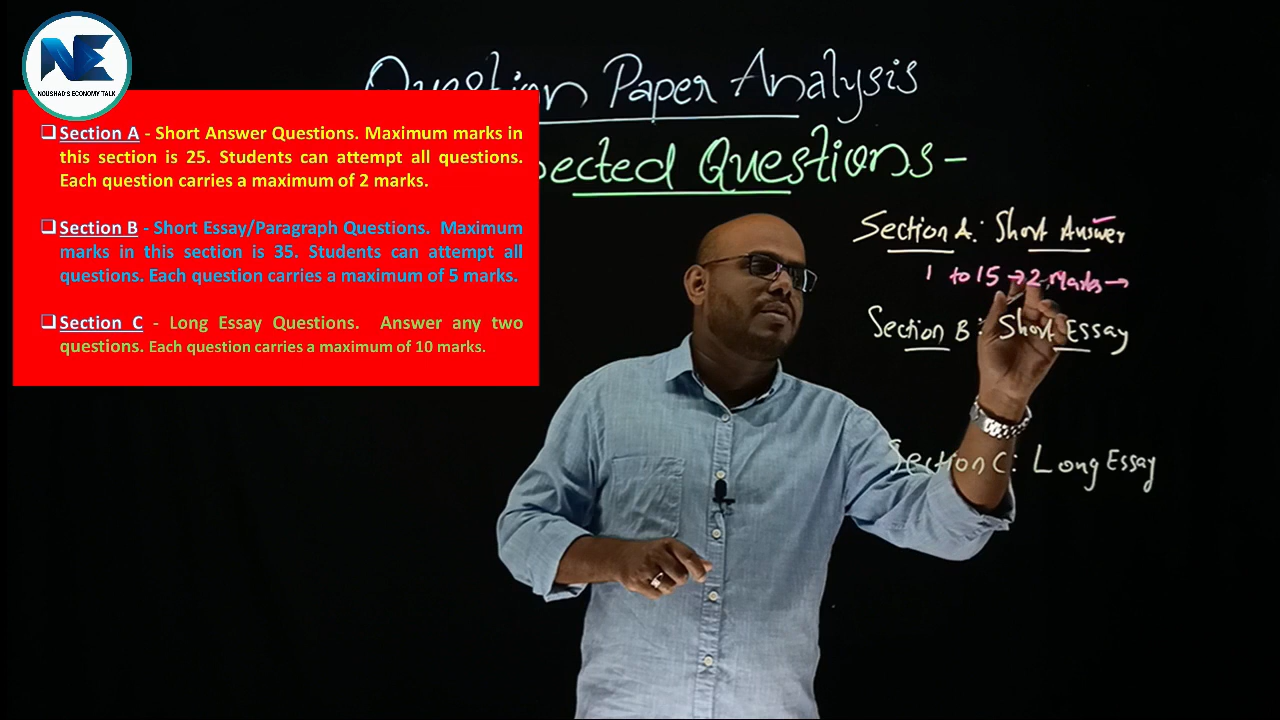 NE
NOUSHAD'S ECONOMY TALK
Question Paper Analysis
pected Questions -
Section A - Short Answer Questions. Maximum marks in
this section is 25. Students can attempt all questions.
Each question carries a maximum of 2 marks.
Section B - Short Essay/Paragraph Questions. Maximum
marks in this section is 35. Students can attempt all
questions. Each question carries a maximum of 5 marks.
Section C - Long Essay Questions. Answer any two
questions. Each question carries a maximum of 10 marks.
Section A: Short Answer
1 to 15 → 2 Marks →
Section B: Short Essay
Section C: Long Essay